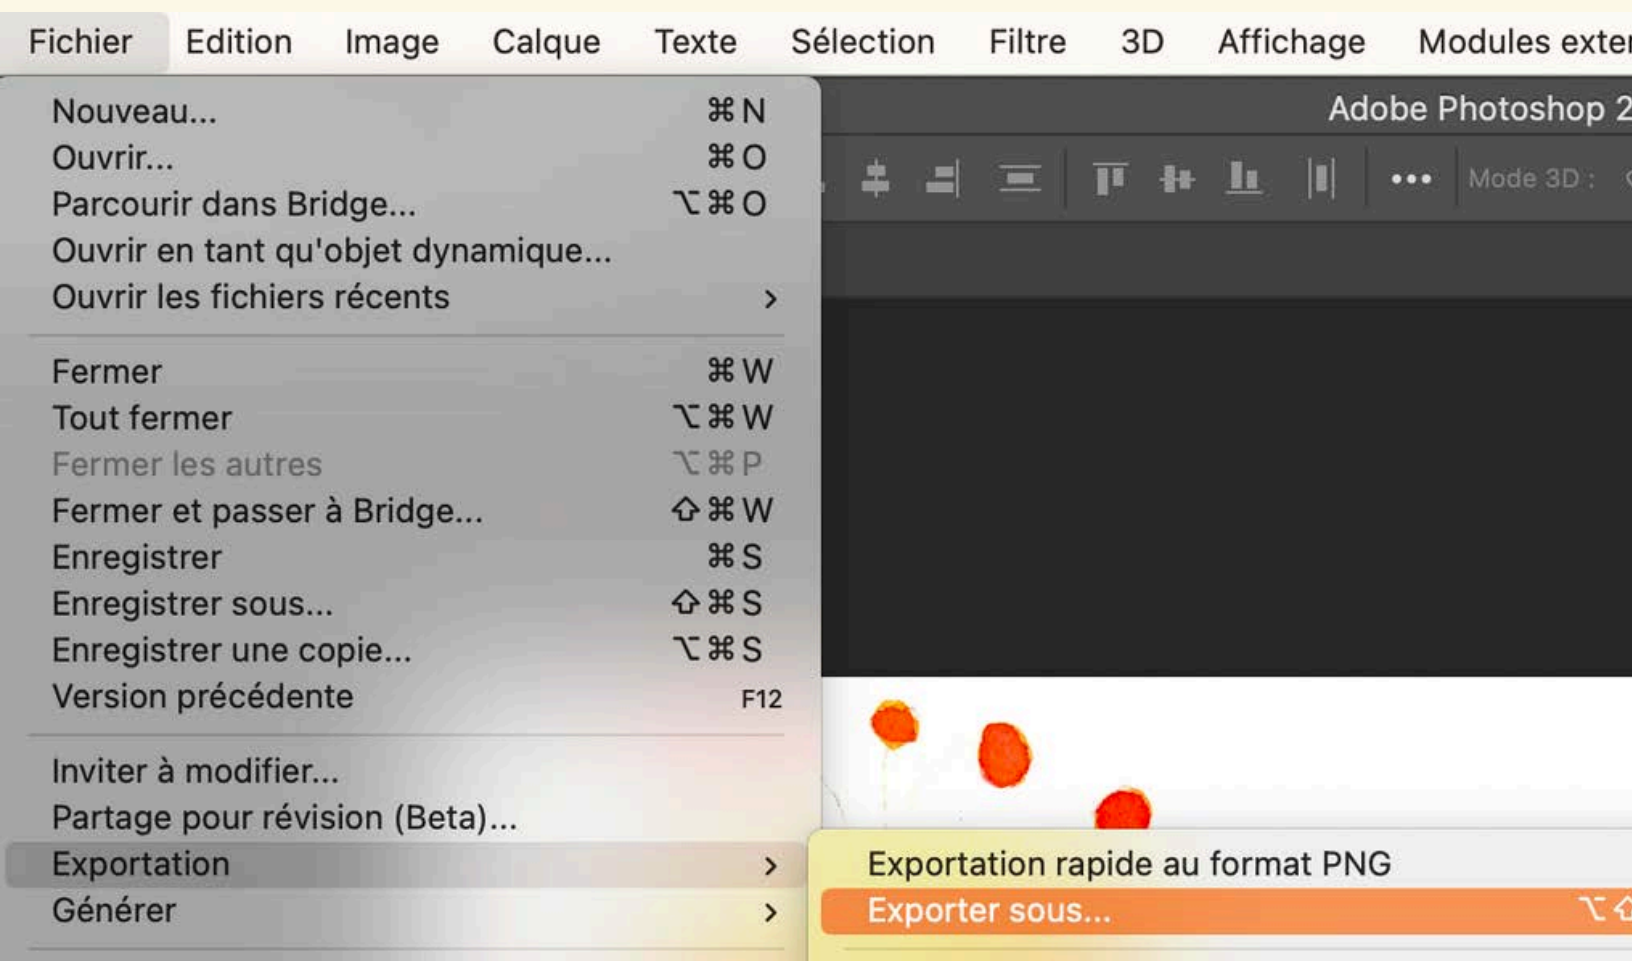 Fichier Edition Image Calque Texte Sélection Filtre 3D Affichage Modules
Adobe Photoshop
Mode 3D :
Nouveau... ⌘N
Ouvrir... ⌘O
Parcourir dans Bridge... ⌥⌘O
Ouvrir en tant qu'objet dynamique...
Ouvrir les fichiers récents >
Fermer ⌘W
Tout fermer ⌥⌘W
Fermer les autres ⌥⌘P
Fermer et passer à Bridge... ⇧⌘W
Enregistrer ⌘S
Enregistrer sous... ⇧⌘S
Enregistrer une copie... ⌥⌘S
Version précédente F12
Inviter à modifier...
Partage pour révision (Beta)...
Exportation >
Générer >
Exportation rapide au format PNG
Exporter sous... ⌥⇧